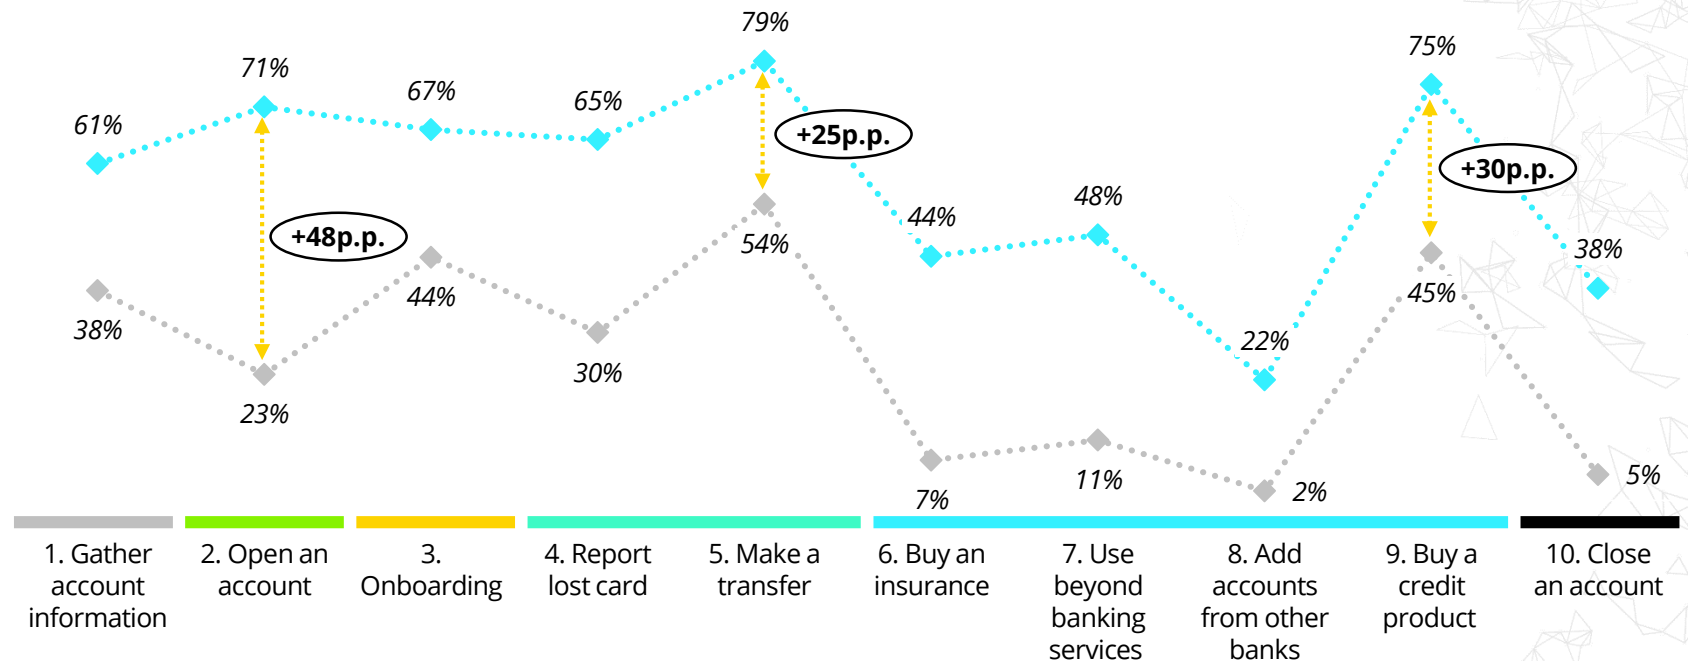 79%
75%
71%
67%
65%
61%
+25p.p.
+30p.p.
48%
44%
+48p.p.
54%
38%
44%
45%
38%
22%
30%
23%
7%
11%
2%
5%
1. Gather
account
information
2. Open an
account
3.
Onboarding
4. Report
lost card
5. Make a
transfer
6. Buy an
insurance
7. Use
beyond
banking
services
8. Add
accounts
from other
banks
9. Buy a
credit
product
10. Close
an account